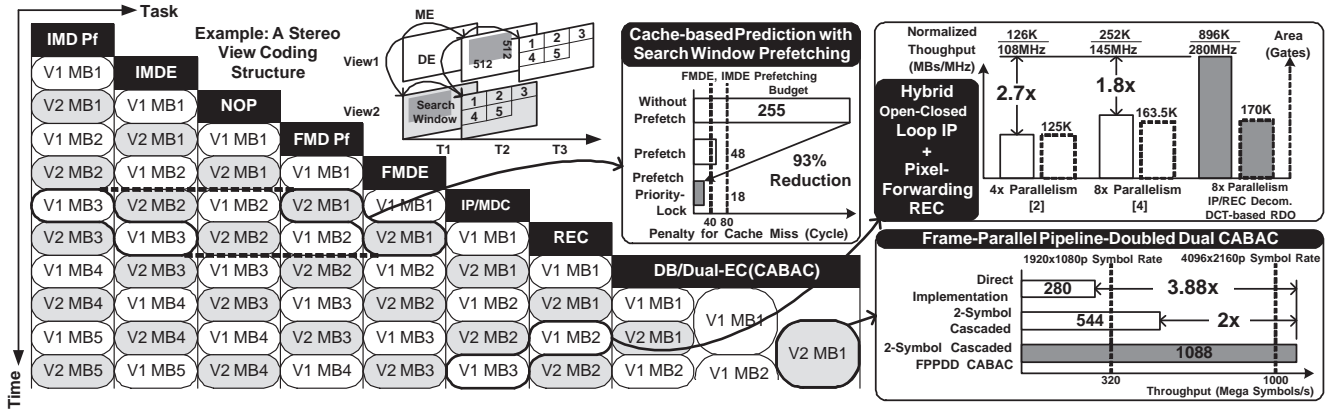 Task
Time
IMD Pf
IMDE
NOP
FMD Pf
FMDE
IP/MDC
REC
DB/Dual-EC(CABAC)
V1 MB1
V2 MB1 V1 MB1
V1 MB2 V2 MB1 V1 MB1
V2 MB2 V1 MB2 V2 MB1 V1 MB1
V1 MB3 V2 MB2 V1 MB2 V2 MB1 V1 MB1
V2 MB3 V1 MB3 V2 MB2 V1 MB2 V2 MB1 V1 MB1
V1 MB4 V2 MB3 V1 MB3 V2 MB2 V1 MB2 V2 MB1 V1 MB1
V2 MB4 V1 MB4 V2 MB3 V1 MB3 V2 MB2 V1 MB2 V2 MB1 V1 MB1
V1 MB1
V1 MB5 V2 MB4 V1 MB4 V2 MB3 V1 MB3 V2 MB2 V1 MB2 V2 MB1
V2 MB1
V2 MB5 V1 MB5 V2 MB4 V1 MB4 V2 MB3 V1 MB3 V2 MB2 V1 MB2 V1 MB2
Example: A Stereo
View Coding
Structure
ME
View1
DE
512
512
1 2 3
4 5
View2
Search
Window
1 2 3
4 5
T1 T2 T3
Cache-based Prediction with
Search Window Prefetching
FMDE, IMDE Prefetching
Budget
Without
Prefetch
255
Prefetch
48
Prefetch
Priority-
Lock
18
93%
Reduction
40 80
Penalty for Cache Miss (Cycle)
Hybrid
Open-Closed
Loop IP
+
Pixel-
Forwarding
REC
Normalized
Thoughput
(MBs/MHz)
126K
108MHz
252K
145MHz
896K
280MHz
Area
(Gates)
2.7x
1.8x
125K
163.5K
170K
4x Parallelism
[2]
8x Parallelism
[4]
8x Parallelism
IP/REC Decom.
DCT-based RDO
Frame-Parallel Pipeline-Doubled Dual CABAC
1920x1080p Symbol Rate
4096x2160p Symbol Rate
Direct
Implementation
280
3.88x
2-Symbol
Cascaded
544
2x
2-Symbol Cascaded
FPPDD CABAC
1088
320
1000
Throughput (Mega Symbols/s)